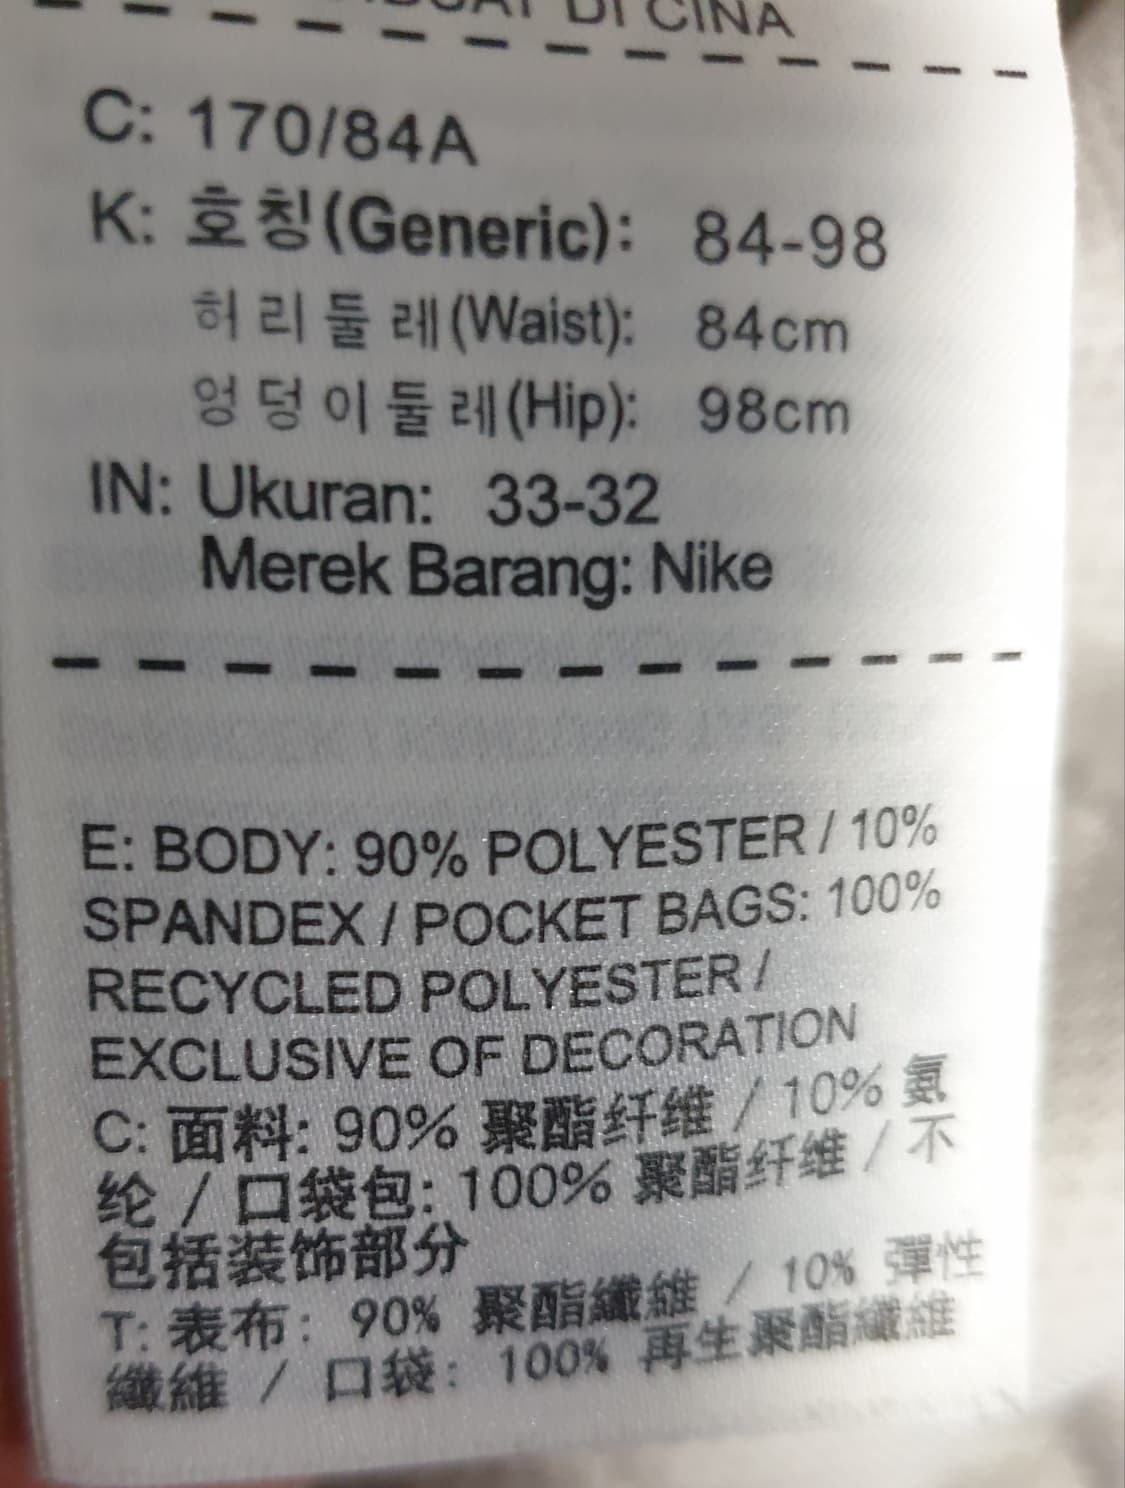 DI CINA
C: 170/84A
K: 호칭(Generic): 84-98
허리둘레(Waist): 84cm
엉덩이둘레(Hip): 98cm
IN: Ukuran: 33-32
Merek Barang: Nike
E: BODY: 90% POLYESTER / 10%
SPANDEX / POCKET BAGS: 100%
RECYCLED POLYESTER /
EXCLUSIVE OF DECORATION
C: 面料: 90% 聚酯纤维 / 10% 氨
纶 / 口袋包: 100% 聚酯纤维 / 不
包括装饰部分
T: 表布: 90% 聚酯纖維 / 10% 彈性
纖維 / 口袋: 100% 再生聚酯纖維